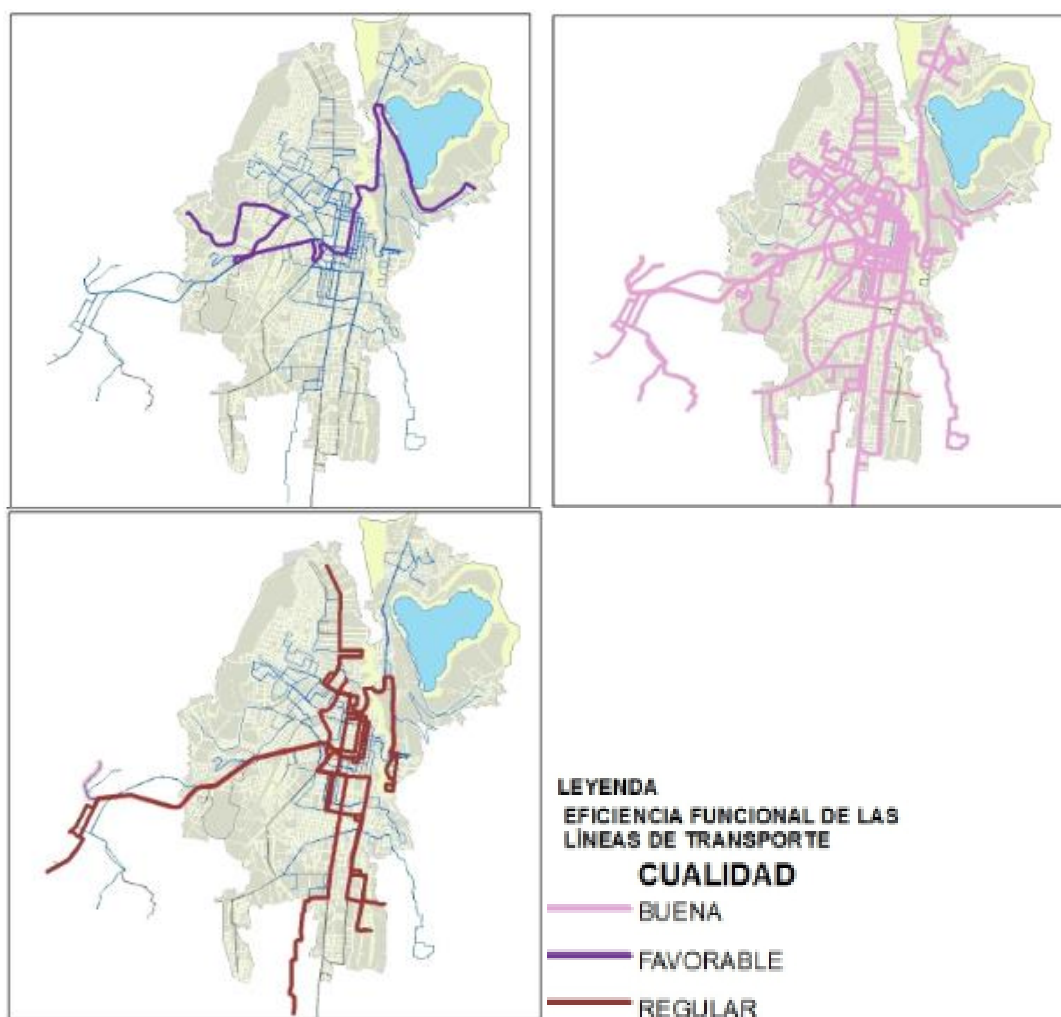 LEYENDA
EFICIENCIA FUNCIONAL DE LAS
LÍNEAS DE TRANSPORTE
CUALIDAD
BUENA
FAVORABLE
REGULAR